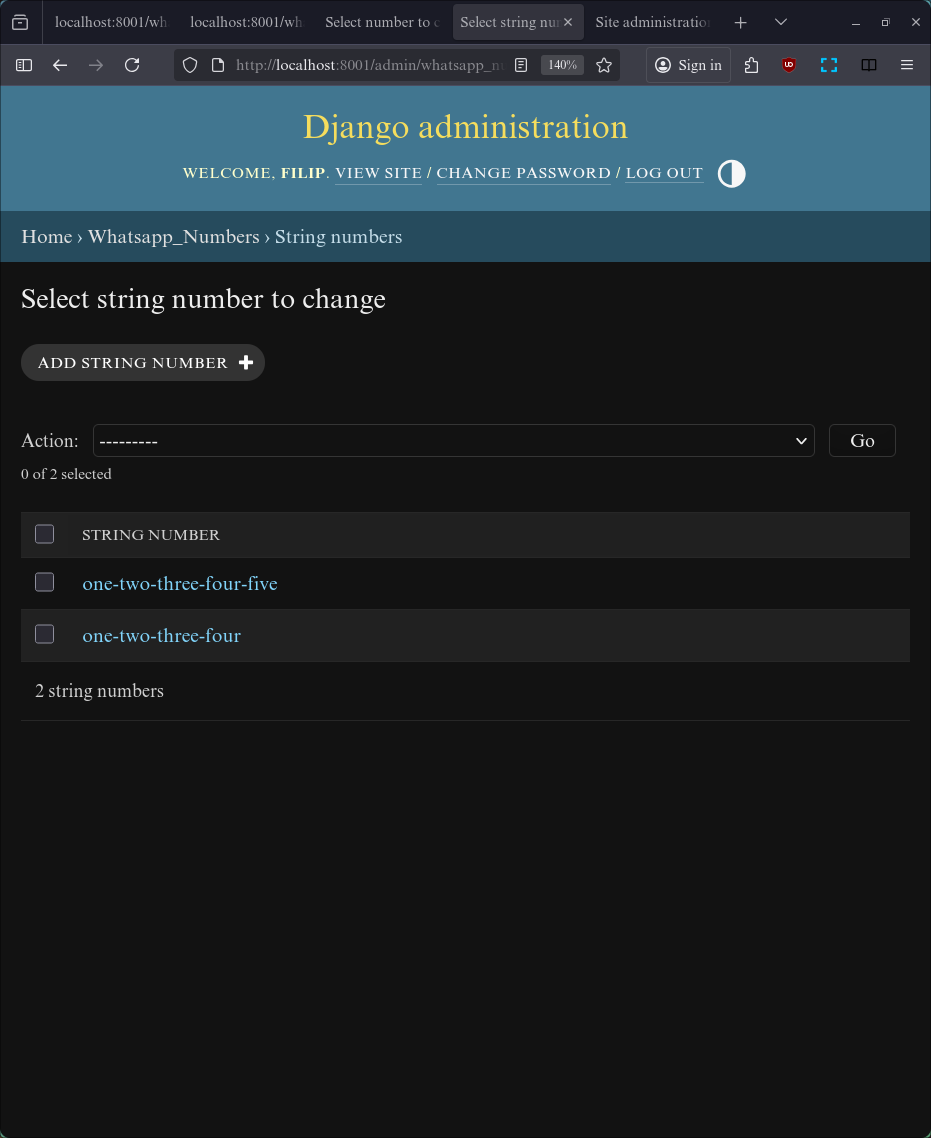 localhost:8001/wh
localhost:8001/wh
Select number to c
Select string nu
Site administratio
http://localhost:8001/admin/whatsapp_n
140%
Sign in
Django administration
WELCOME, FILIP. VIEW SITE / CHANGE PASSWORD / LOG OUT
Home › Whatsapp_Numbers › String numbers
Select string number to change
ADD STRING NUMBER
Action: --------- Go
0 of 2 selected
STRING NUMBER
one-two-three-four-five
one-two-three-four
2 string numbers